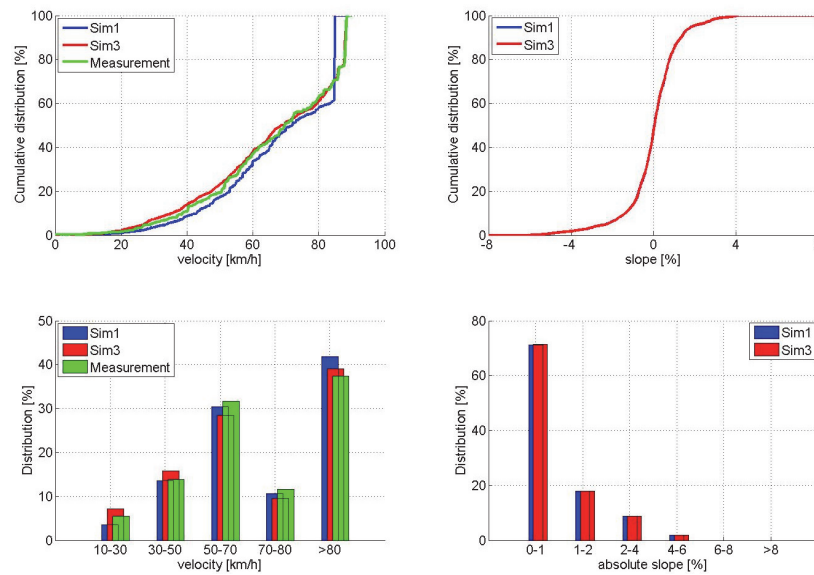 Cumulative distribution [%]
100
80
60
40
20
0
Sim1
Sim3
Measurement
0 20 40 60 80 100
velocity [km/h]
Cumulative distribution [%]
100
80
60
40
20
0
Sim1
Sim3
-8 -4 0 4
slope [%]
Distribution [%]
50
40
30
20
10
0
Sim1
Sim3
Measurement
10-30 30-50 50-70 70-80 >80
velocity [km/h]
Distribution [%]
80
60
40
20
0
Sim1
Sim3
0-1 1-2 2-4 4-6 6-8 >8
absolute slope [%]